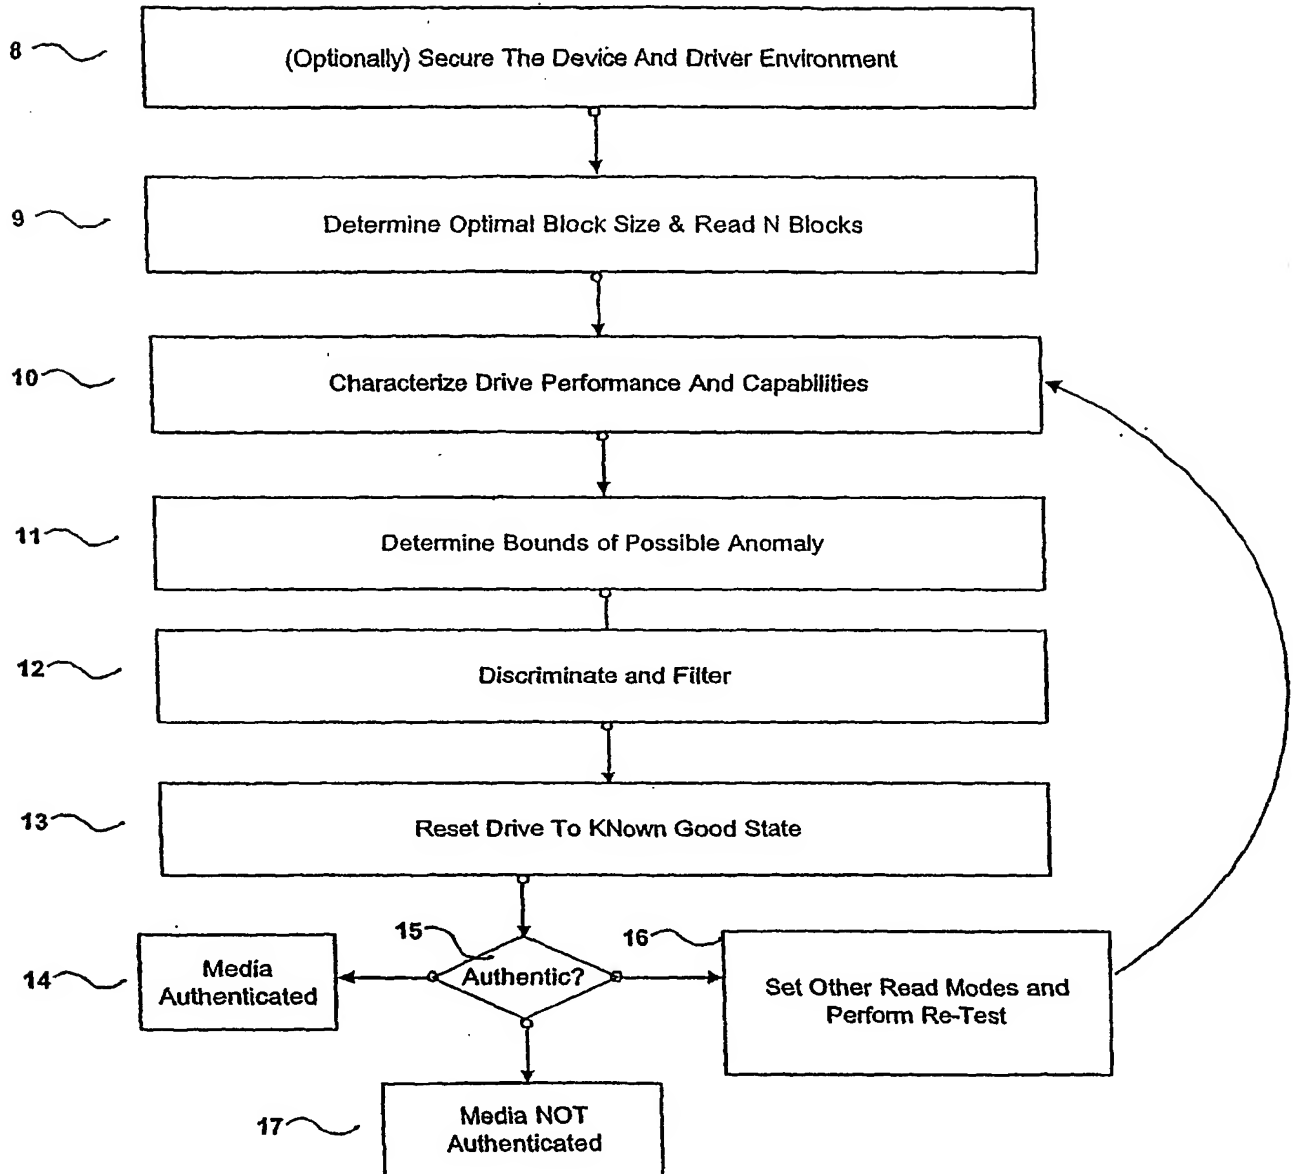 8
(Optionally) Secure The Device And Driver Environment
9
Determine Optimal Block Size & Read N Blocks
10
Characterize Drive Performance And Capabilities
11
Determine Bounds of Possible Anomaly
12
Discriminate and Filter
13
Reset Drive To KNown Good State
14
Media
Authenticated
15
Authentic?
16
Set Other Read Modes and
Perform Re-Test
17
Media NOT
Authenticated